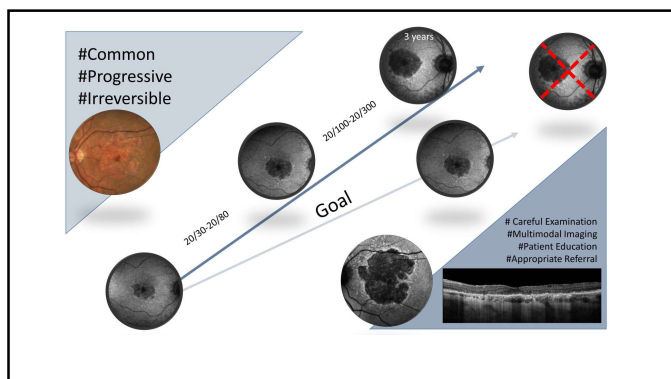 #Common
#Progressive
#Irreversible
3 years
20/100-20/300
20/30-20/80
Goal
# Careful Examination
#Multimodal Imaging
#Patient Education
#Appropriate Referral